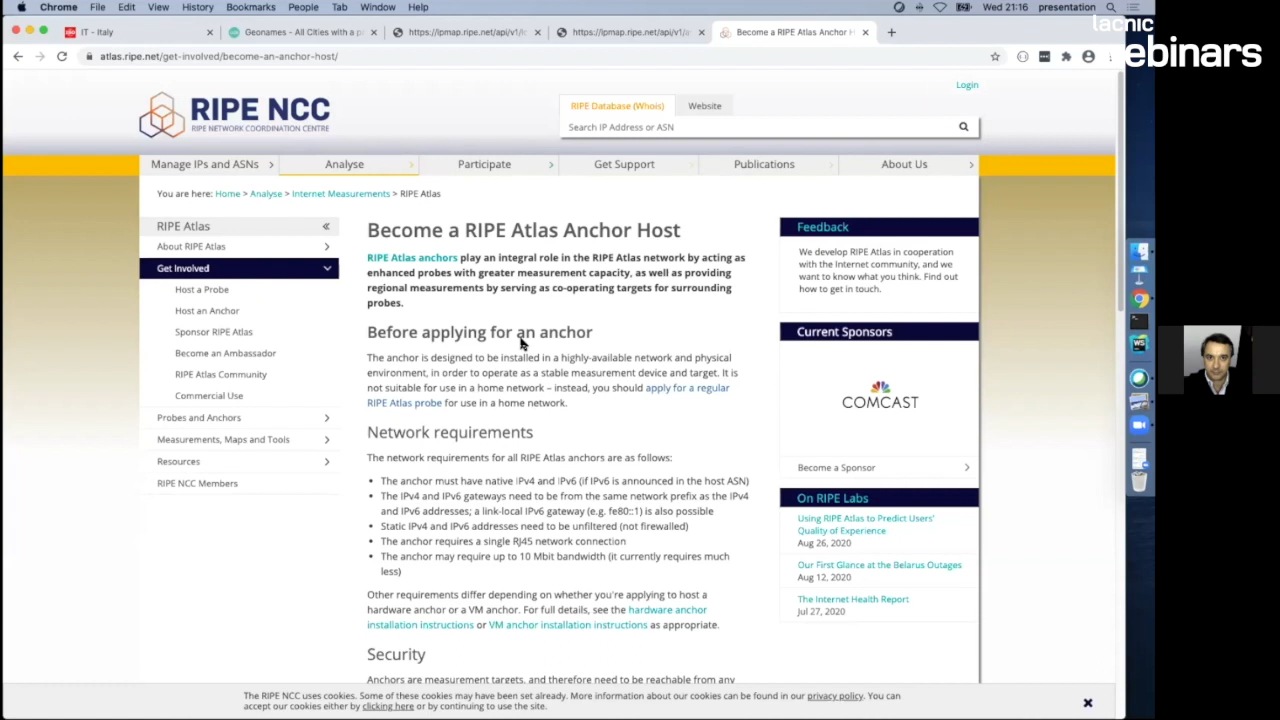 Chrome File Edit View History Bookmarks People Tab Window Help
Wed 21:16 presentation
lacnic
webinars
IT - Italy
Geonames - All Cities with a p
https://ipmap.ripe.net/api/v1/
https://ipmap.ripe.net/api/v1/
Become a RIPE Atlas Anchor H
atlas.ripe.net/get-involved/become-an-anchor-host/
Login
RIPE NCC
RIPE NETWORK COORDINATION CENTRE
RIPE Database (Whois) Website
Search IP Address or ASN
Manage IPs and ASNs Analyse Participate Get Support Publications About Us
You are here: Home > Analyse > Internet Measurements > RIPE Atlas
RIPE Atlas
About RIPE Atlas
Get Involved
Host a Probe
Host an Anchor
Sponsor RIPE Atlas
Become an Ambassador
RIPE Atlas Community
Commercial Use
Probes and Anchors
Measurements, Maps and Tools
Resources
RIPE NCC Members
Become a RIPE Atlas Anchor Host
RIPE Atlas anchors play an integral role in the RIPE Atlas network by acting as
enhanced probes with greater measurement capacity, as well as providing
regional measurements by serving as co-operating targets for surrounding
probes.
Before applying for an anchor
The anchor is designed to be installed in a highly-available network and physical
environment, in order to operate as a stable measurement device and target. It is
not suitable for use in a home network – instead, you should apply for a regular
RIPE Atlas probe for use in a home network.
Network requirements
The network requirements for all RIPE Atlas anchors are as follows:
• The anchor must have native IPv4 and IPv6 (if IPv6 is announced in the host ASN)
• The IPv4 and IPv6 gateways need to be from the same network prefix as the IPv4
and IPv6 addresses; a link-local IPv6 gateway (e.g. fe80::1) is also possible
• Static IPv4 and IPv6 addresses need to be unfiltered (not firewalled)
• The anchor requires a single RJ45 network connection
• The anchor may require up to 10 Mbit bandwidth (it currently requires much
less)
Other requirements differ depending on whether you're applying to host a
hardware anchor or a VM anchor. For full details, see the hardware anchor
installation instructions or VM anchor installation instructions as appropriate.
Security
Anchors are measurement targets, and therefore need to be reachable from any
Feedback
We develop RIPE Atlas in cooperation
with the Internet community, and we
want to know what you think. Find out
how to get in touch.
Current Sponsors
COMCAST
Become a Sponsor
On RIPE Labs
Using RIPE Atlas to Predict Users'
Quality of Experience
Aug 26, 2020
Our First Glance at the Belarus Outages
Aug 12, 2020
The Internet Health Report
Jul 27, 2020
The RIPE NCC uses cookies. Some of these cookies may have been set already. More information about our cookies can be found in our privacy policy. You can
accept our cookies either by clicking here or by continuing to use the site.